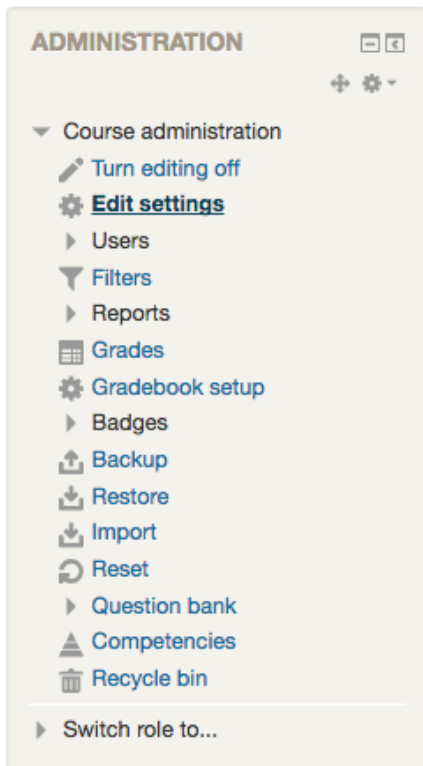 ADMINISTRATION
Course administration
Turn editing off
Edit settings
Users
Filters
Reports
Grades
Gradebook setup
Badges
Backup
Restore
Import
Reset
Question bank
Competencies
Recycle bin
Switch role to...